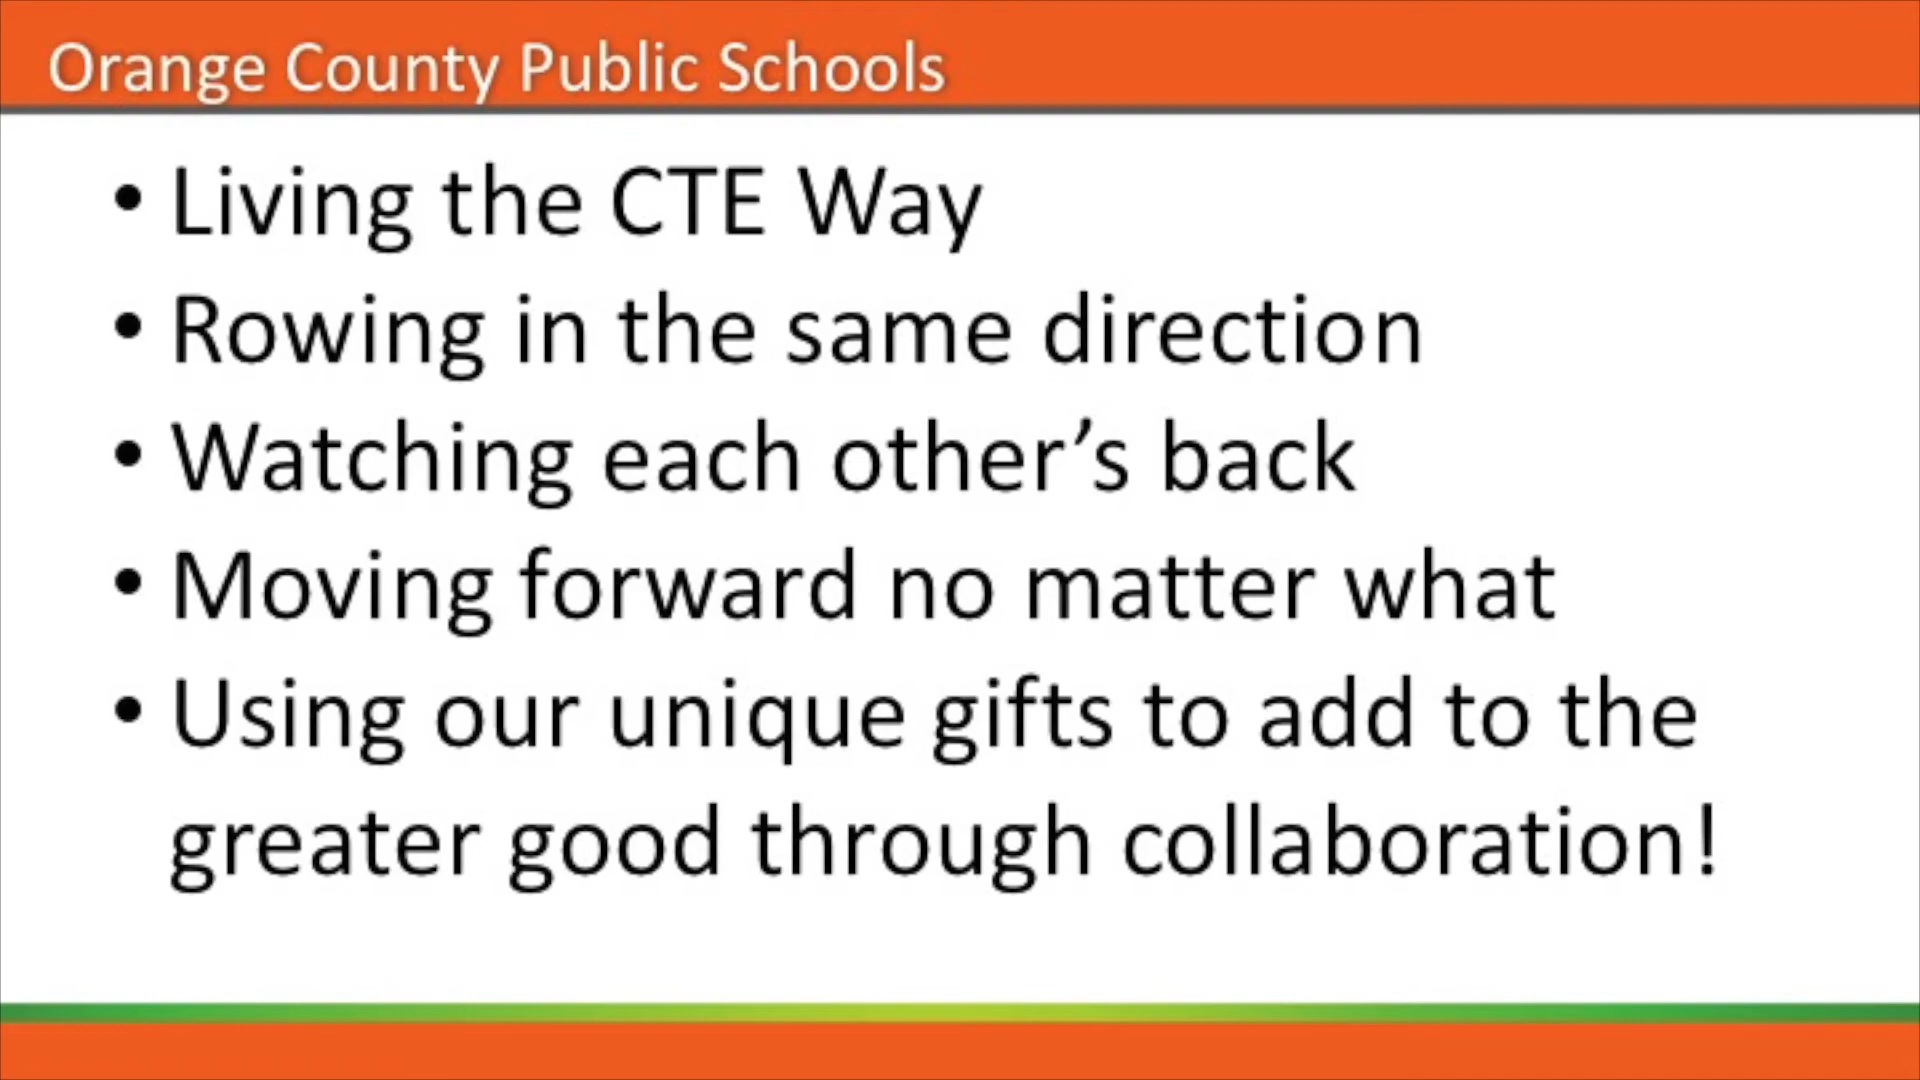 Orange County Public Schools
• Living the CTE Way
• Rowing in the same direction
• Watching each other’s back
• Moving forward no matter what
• Using our unique gifts to add to the
greater good through collaboration!